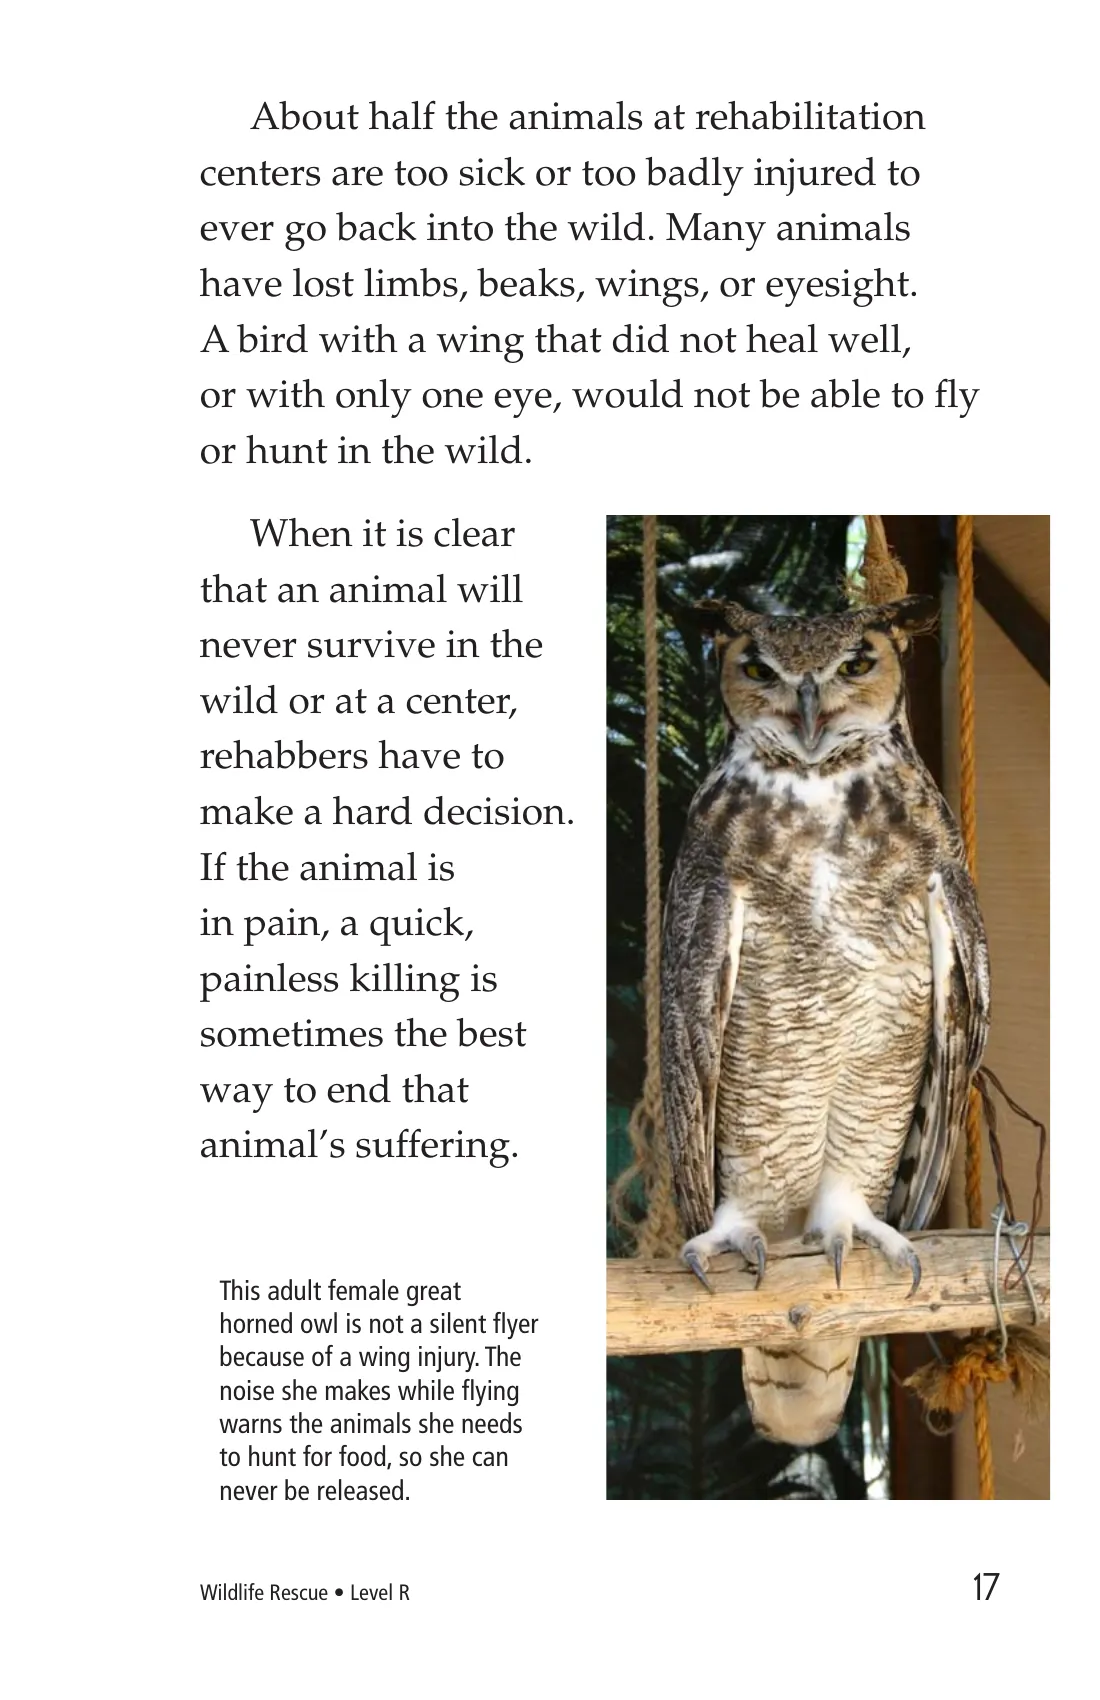 About half the animals at rehabilitation
centers are too sick or too badly injured to
ever go back into the wild. Many animals
have lost limbs, beaks, wings, or eyesight.
A bird with a wing that did not heal well,
or with only one eye, would not be able to fly
or hunt in the wild.
When it is clear
that an animal will
never survive in the
wild or at a center,
rehabbers have to
make a hard decision.
If the animal is
in pain, a quick,
painless killing is
sometimes the best
way to end that
animal’s suffering.
This adult female great
horned owl is not a silent flyer
because of a wing injury. The
noise she makes while flying
warns the animals she needs
to hunt for food, so she can
never be released.
Wildlife Rescue • Level R
17